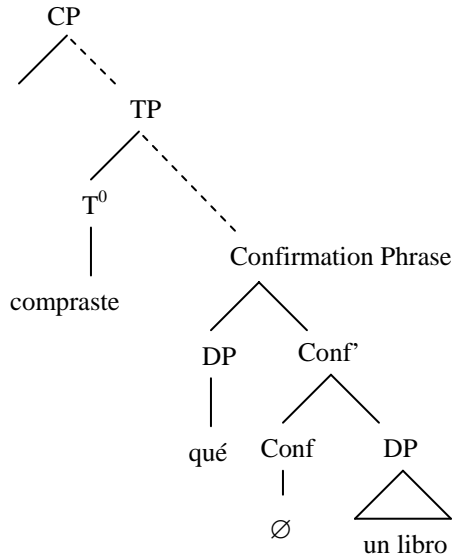 CP
TP
T⁰
Confirmation Phrase
compraste
DP Conf’
qué Conf DP
∅
un libro